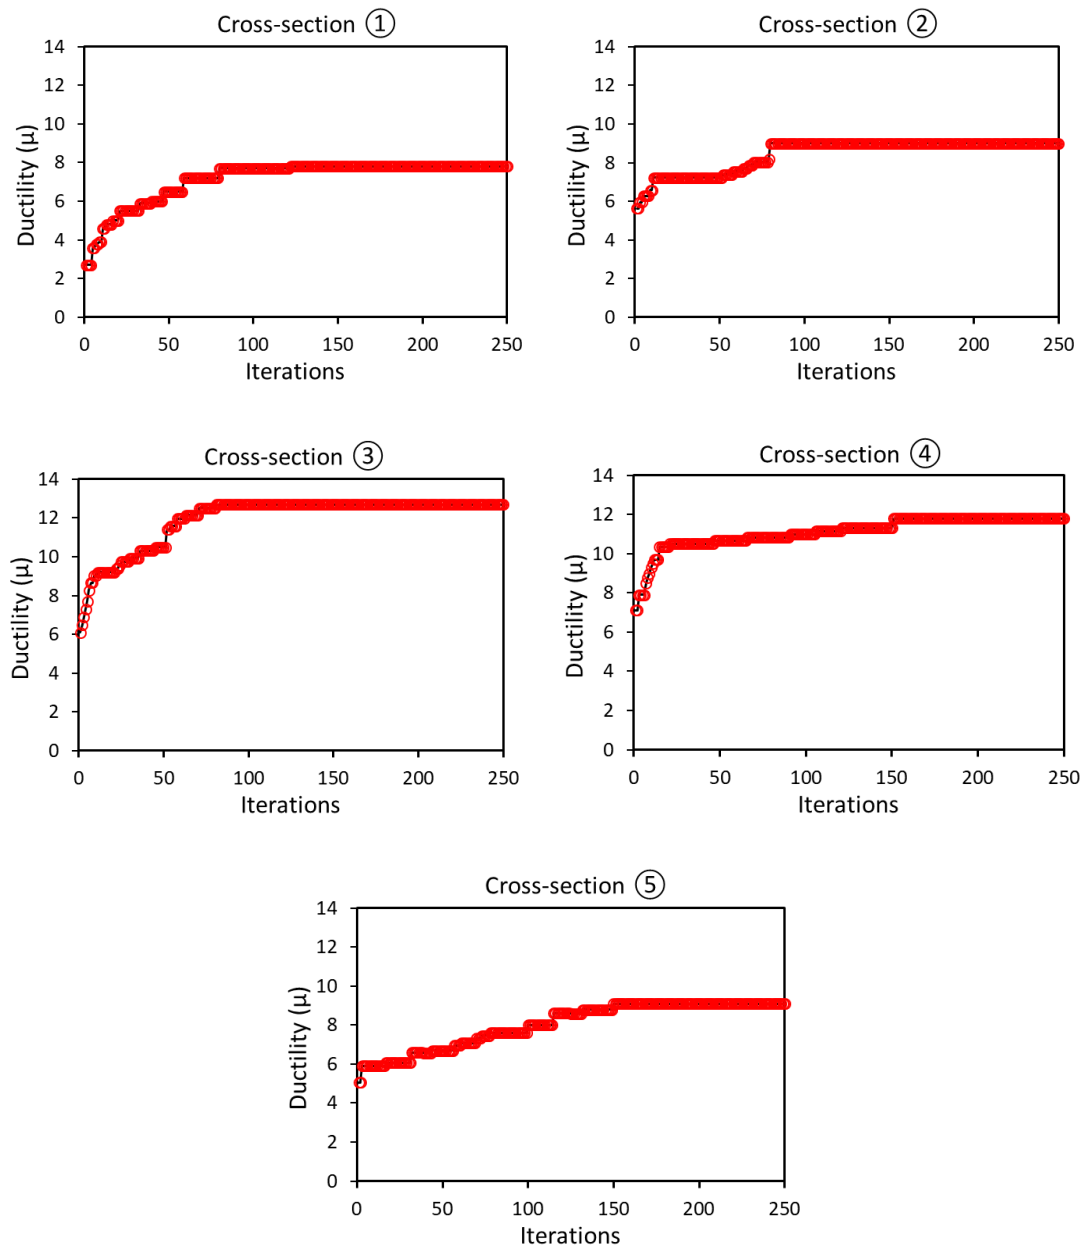 Cross-section ①
14
12
10
8
6
4
2
0
Ductility (μ)
0 50 100 150 200 250
Iterations
Cross-section ②
14
12
10
8
6
4
2
0
Ductility (μ)
0 50 100 150 200 250
Iterations
Cross-section ③
14
12
10
8
6
4
2
0
Ductility (μ)
0 50 100 150 200 250
Iterations
Cross-section ④
14
12
10
8
6
4
2
0
Ductility (μ)
0 50 100 150 200 250
Iterations
Cross-section ⑤
14
12
10
8
6
4
2
0
Ductility (μ)
0 50 100 150 200 250
Iterations